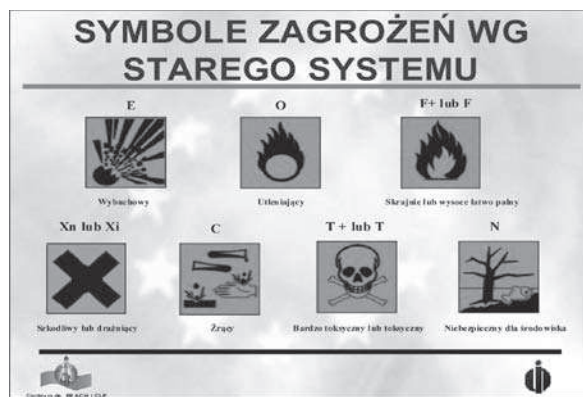 SYMBOLE ZAGROŻEŃ WG
STAREGO SYSTEMU
E O F+ lub F
Wybuchowy Utleniający Skrajnie lub wysoce łatwo palny
Xn lub Xi C T + lub T N
Szkodliwy lub drażniący Żrący Bardzo toksyczny lub toksyczny Niebezpieczny dla środowiska